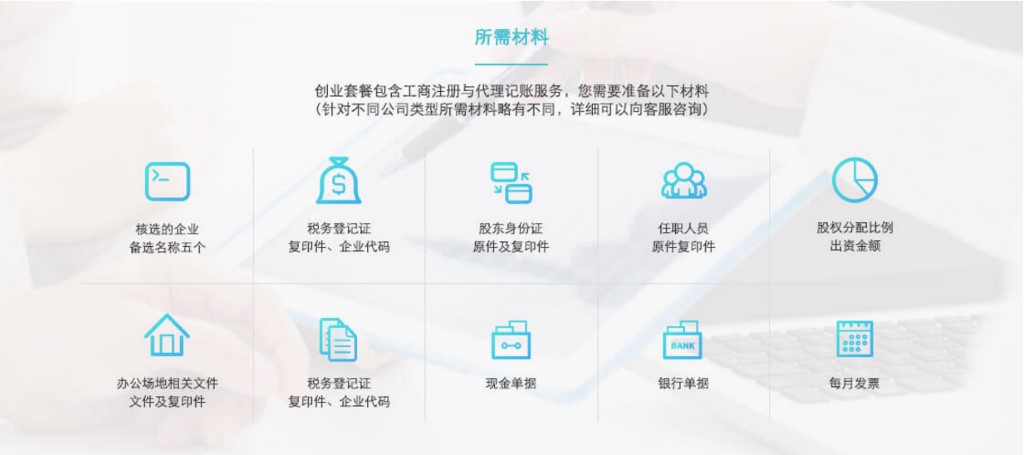 所需材料
创业套餐包含工商注册与代理记账服务，您需要准备以下材料
（针对不同公司类型所需材料略有不同，详细可以向客服咨询）
核选的企业
备选名称五个
税务登记证
复印件、企业代码
股东身份证
原件及复印件
任职人员
原件复印件
股权分配比例
出资金额
办公场地相关文件
文件及复印件
税务登记证
复印件、企业代码
现金单据
BANK
银行单据
每月发票